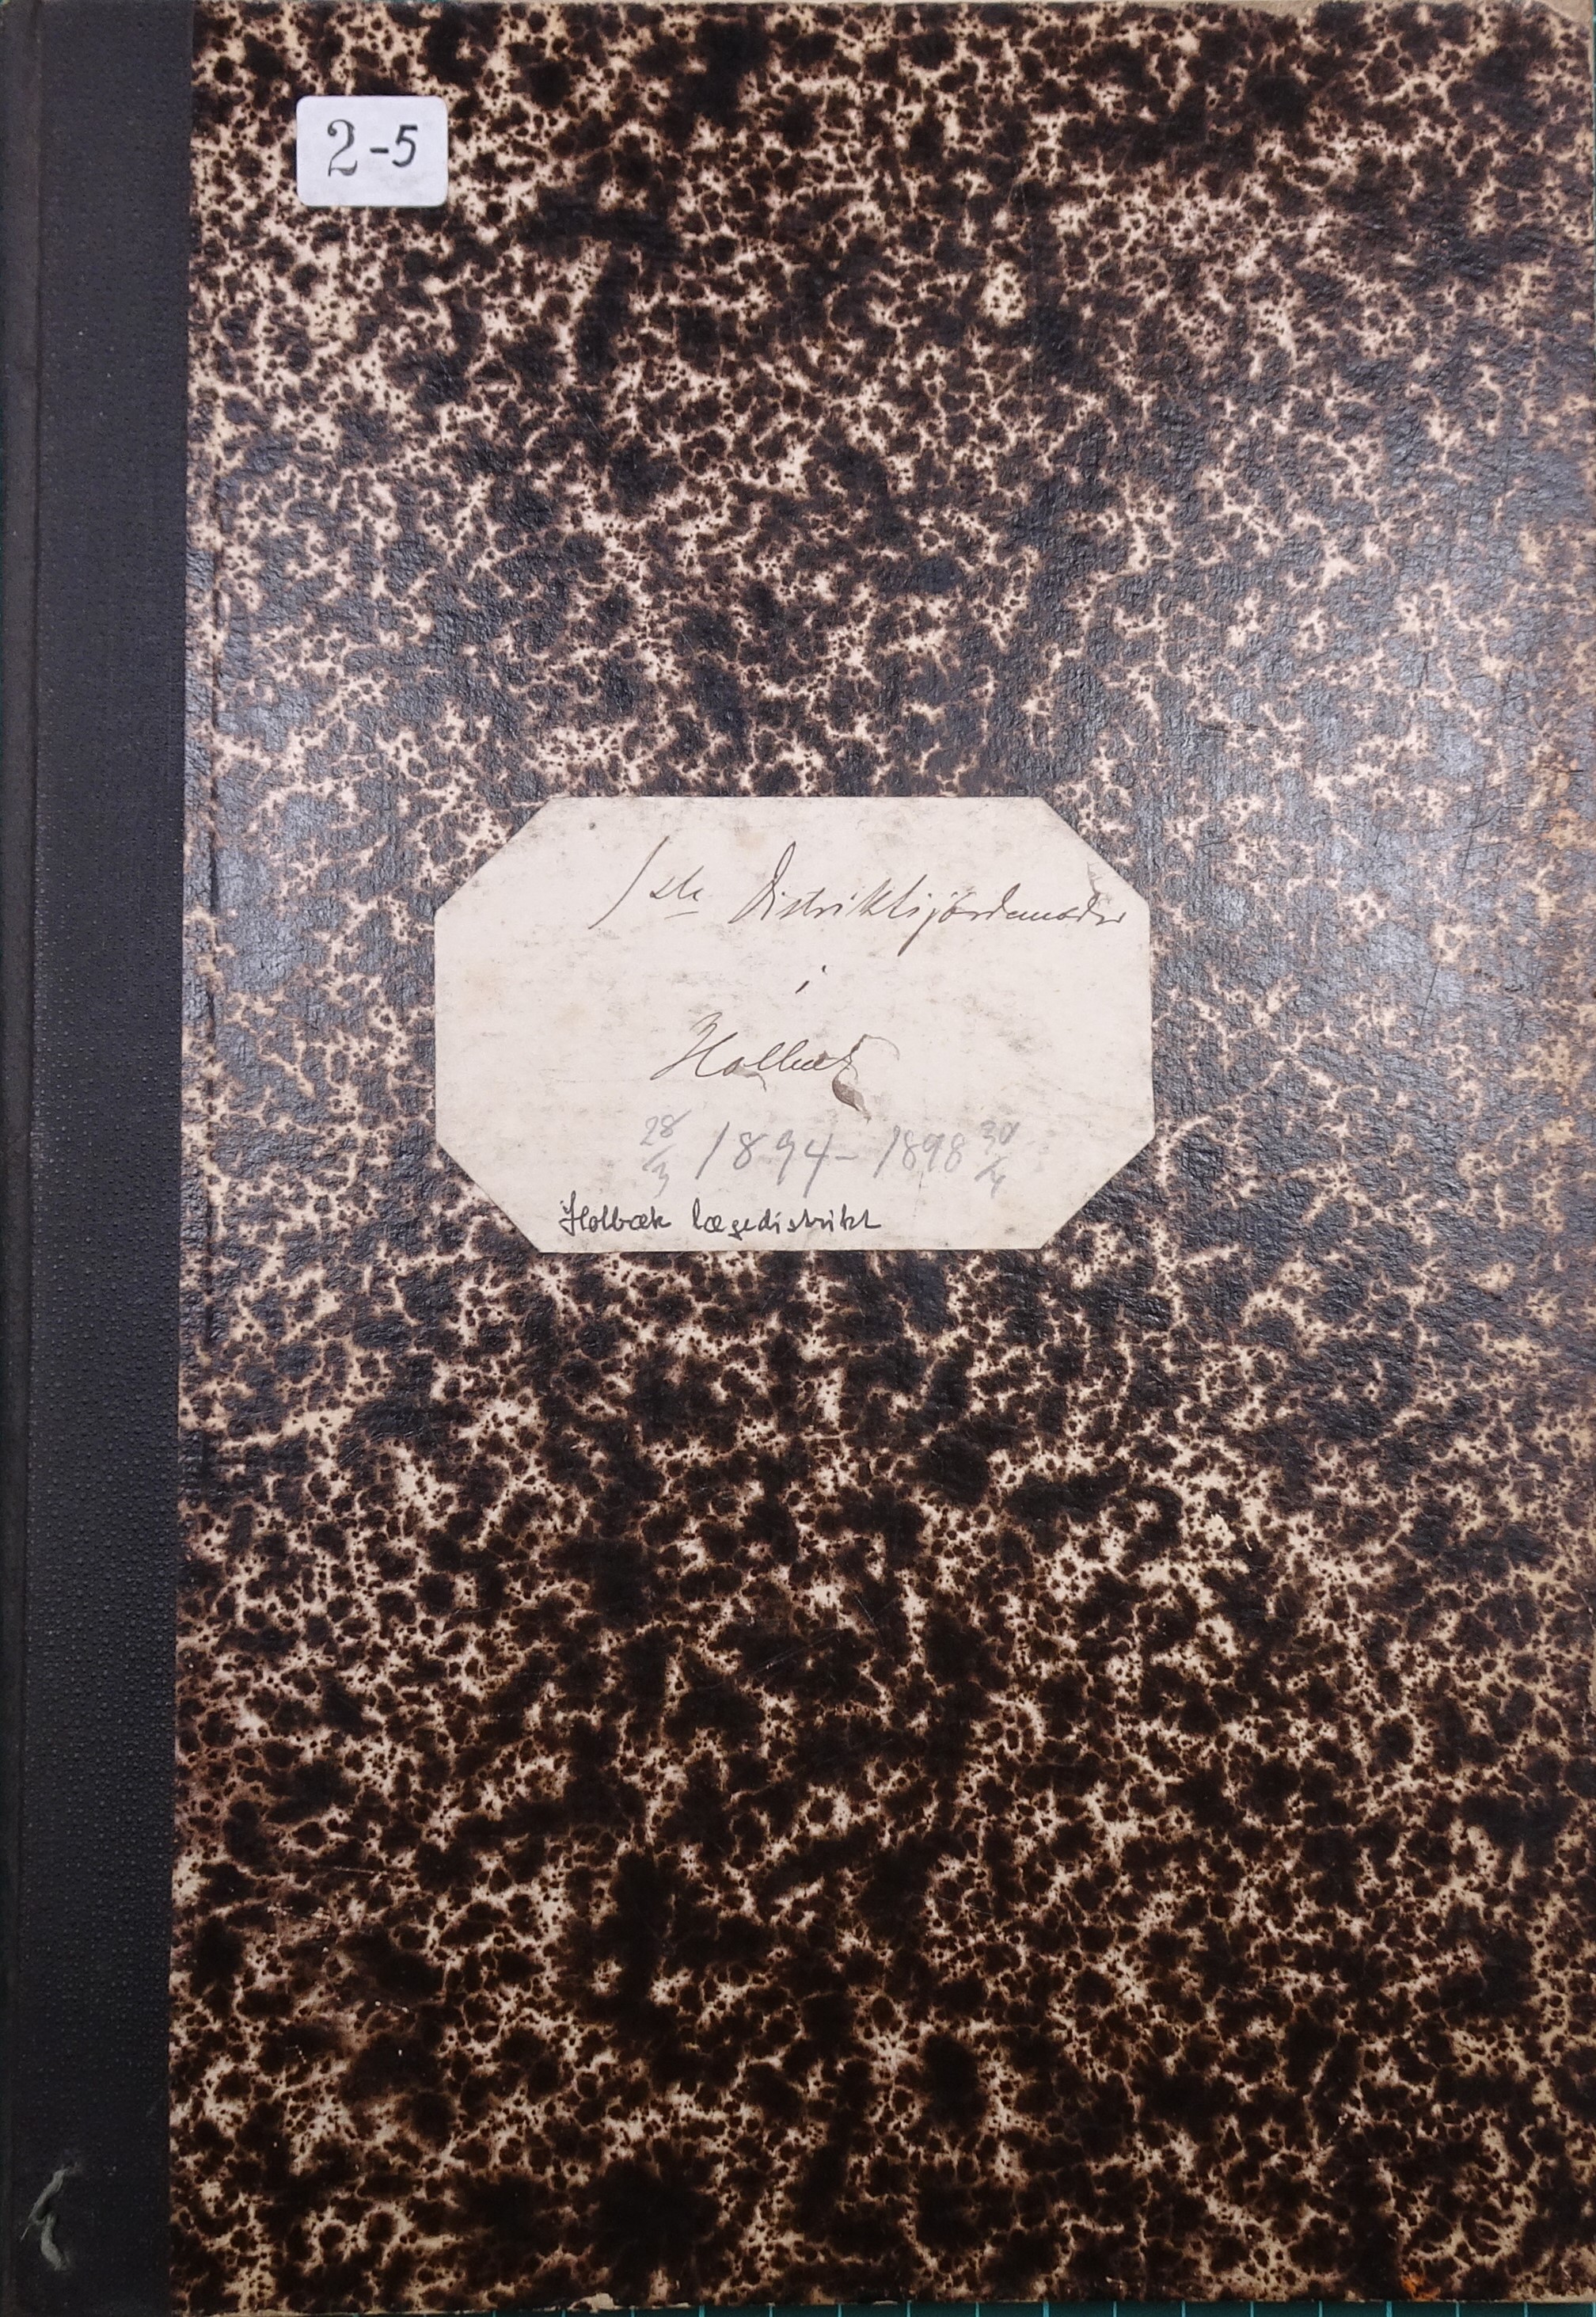 2-5
1ste Distriktsjordemoder
i
Holbæk
28/3 1894 - 1898 30/4
Holbæk lægedistrikt